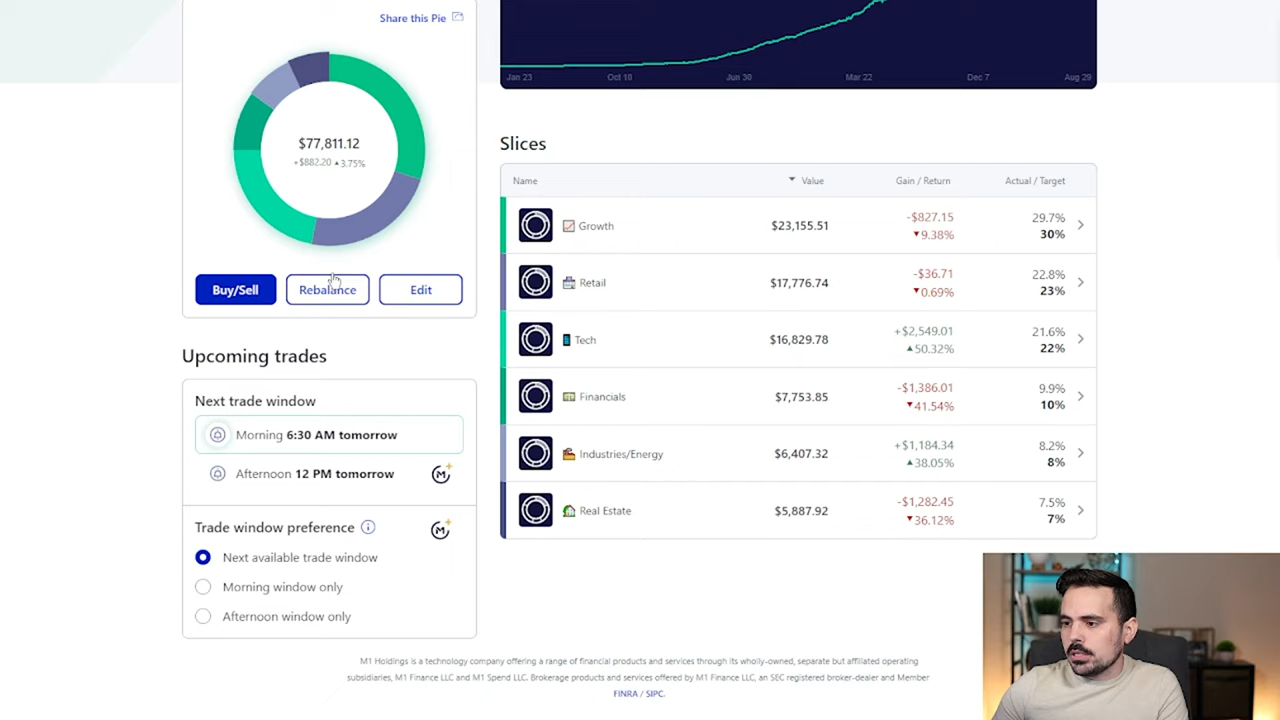 Share this Pie
$77,811.12
+$882.20 ▲3.75%
Buy/Sell
Rebalance
Edit
Upcoming trades
Next trade window
Morning 6:30 AM tomorrow
Afternoon 12 PM tomorrow
Trade window preference
Next available trade window
Morning window only
Afternoon window only
Jan 23 Oct 10 Jun 30 Mar 22 Dec 7 Aug 29
Slices
Name Value Gain / Return Actual / Target
Growth $23,155.51 -$827.15 29.7%
▼9.38% 30%
Retail $17,776.74 -$36.71 22.8%
▼0.69% 23%
Tech $16,829.78 +$2,549.01 21.6%
▲50.32% 22%
Financials $7,753.85 -$1,386.01 9.9%
▼41.54% 10%
Industries/Energy $6,407.32 +$1,184.34 8.2%
▲38.05% 8%
Real Estate $5,887.92 -$1,282.45 7.5%
▼36.12% 7%
M1 Holdings is a technology company offering a range of financial products and services through its wholly-owned, separate but affiliated operating
subsidiaries, M1 Finance LLC and M1 Spend LLC. Brokerage products and services offered by M1 Finance LLC, an SEC registered broker-dealer and Member
FINRA / SIPC.